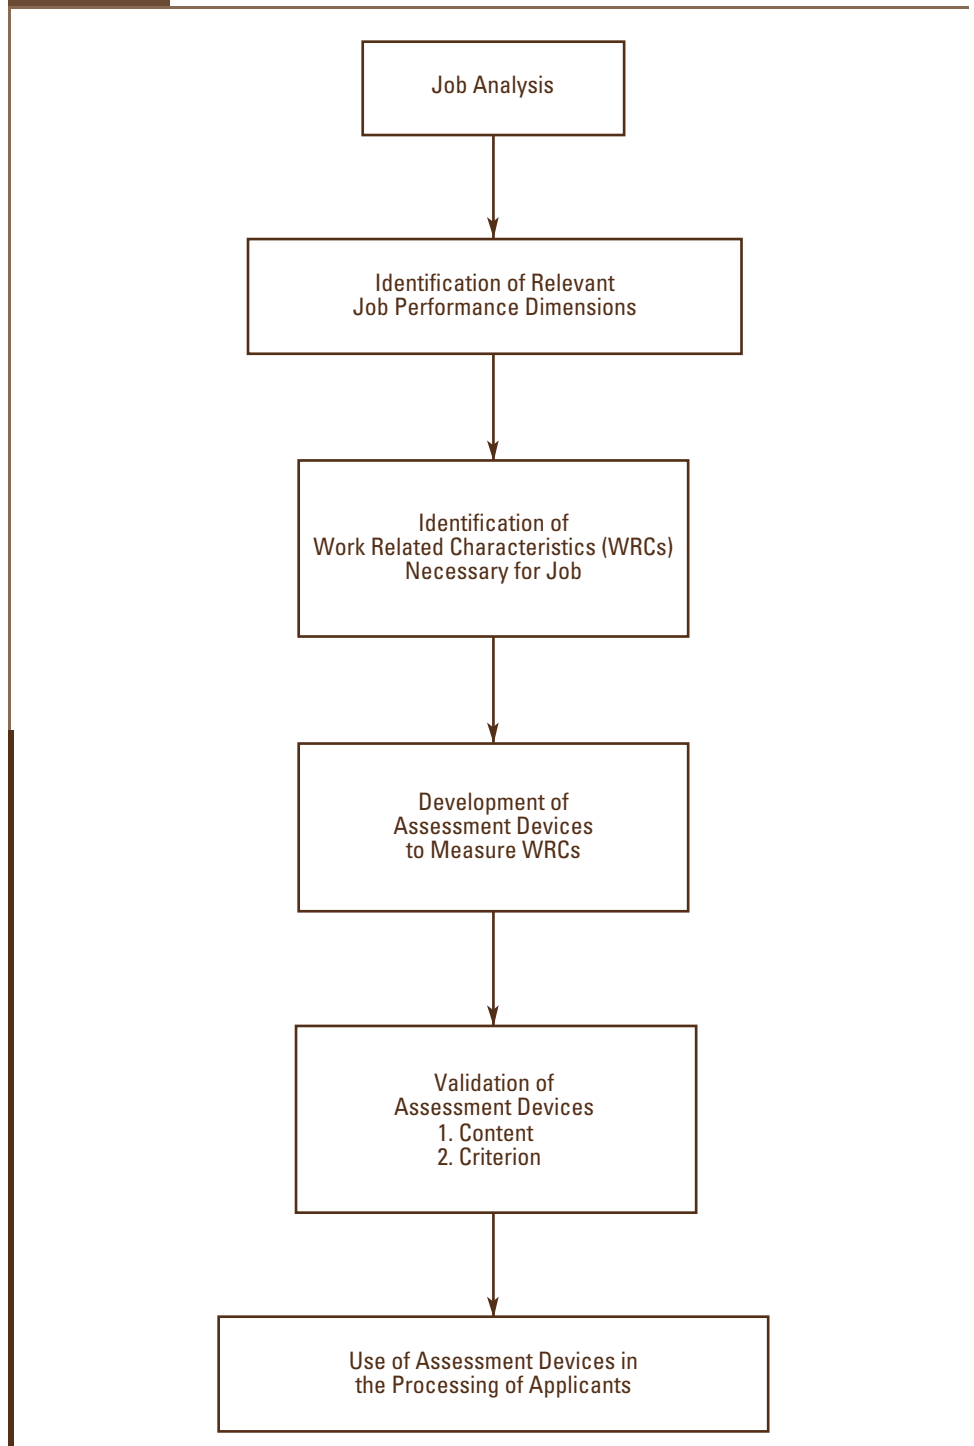 Job Analysis
Identification of Relevant
Job Performance Dimensions
Identification of
Work Related Characteristics (WRCs)
Necessary for Job
Development of
Assessment Devices
to Measure WRCs
Validation of
Assessment Devices
1. Content
2. Criterion
Use of Assessment Devices in
the Processing of Applicants